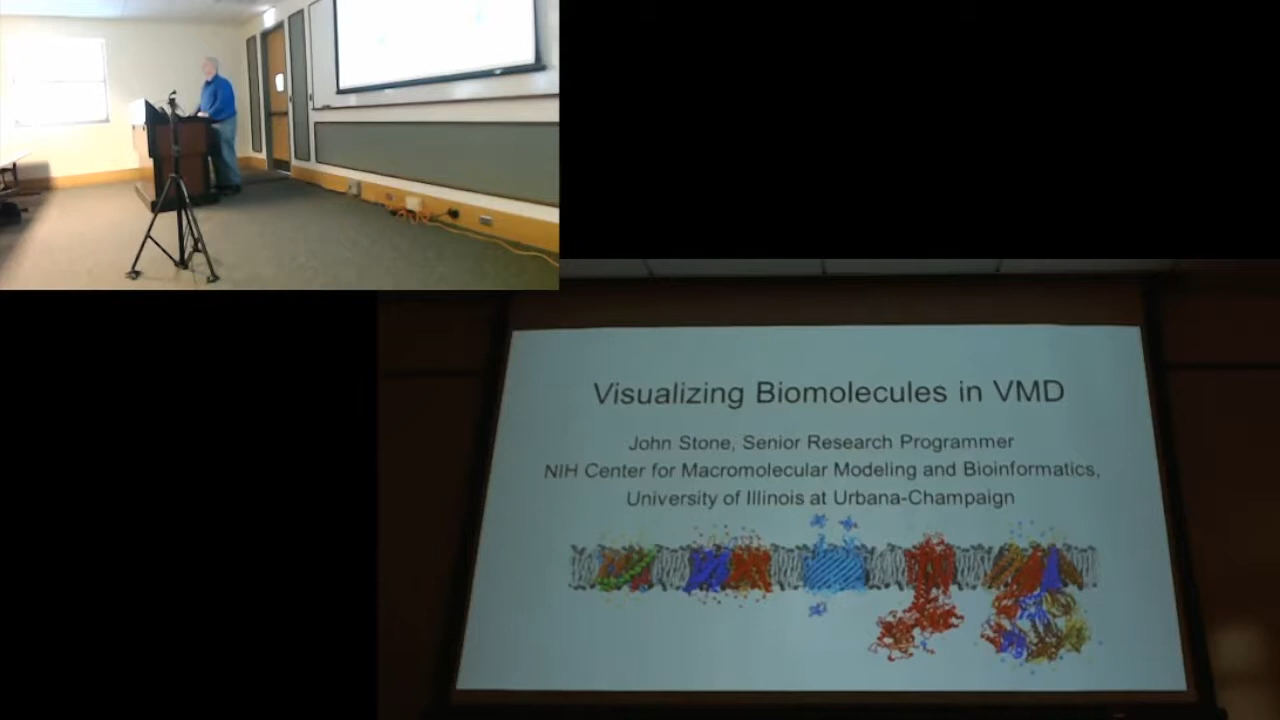 Visualizing Biomolecules in VMD
John Stone, Senior Research Programmer
NIH Center for Macromolecular Modeling and Bioinformatics,
University of Illinois at Urbana-Champaign